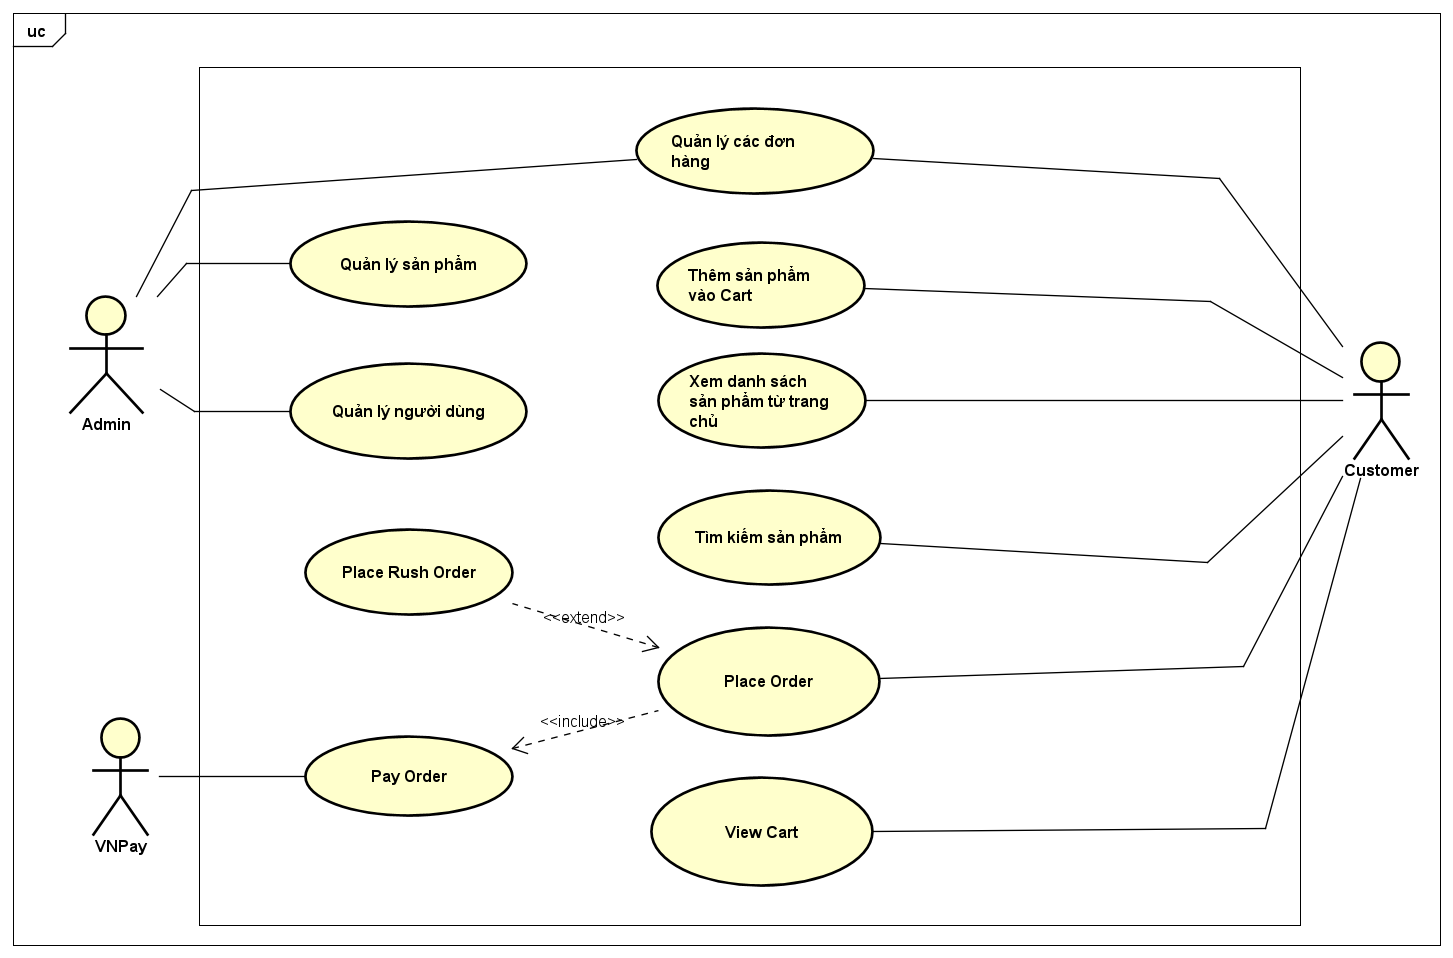 uc
Quản lý các đơn
hàng
Quản lý sản phẩm
Thêm sản phẩm
vào Cart
Admin
Quản lý người dùng
Xem danh sách
sản phẩm từ trang
chủ
Customer
Tìm kiếm sản phẩm
Place Rush Order
<<extend>>
Place Order
<<include>>
Pay Order
VNPay
View Cart